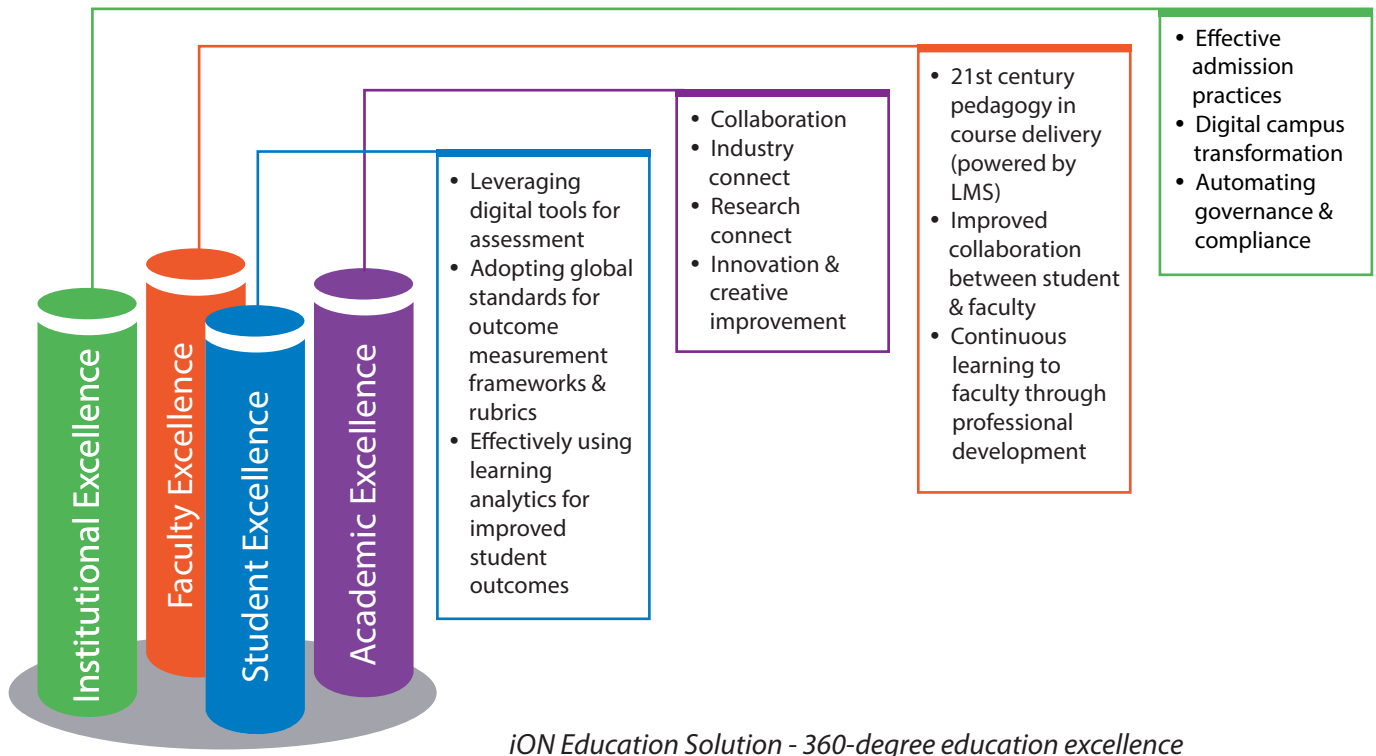 Institutional Excellence
Faculty Excellence
Student Excellence
Academic Excellence
• Leveraging
digital tools for
assessment
• Adopting global
standards for
outcome
measurement
frameworks &
rubrics
• Effectively using
learning
analytics for
improved
student
outcomes
• Collaboration
• Industry
connect
• Research
connect
• Innovation &
creative
improvement
• 21st century
pedagogy in
course delivery
(powered by
LMS)
• Improved
collaboration
between student
& faculty
• Continuous
learning to
faculty through
professional
development
• Effective
admission
practices
• Digital campus
transformation
• Automating
governance &
compliance
iON Education Solution - 360-degree education excellence